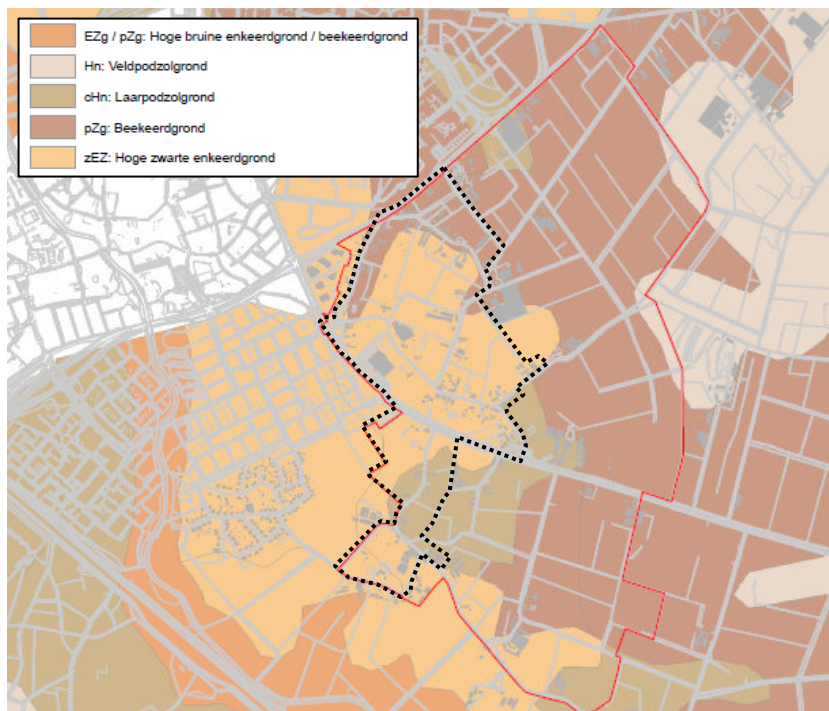 EZg / pZg: Hoge bruine enkeerdgrond / beekeerdgrond
Hn: Veldpodzolgrond
cHn: Laarpodzolgrond
pZg: Beekeerdgrond
zEZ: Hoge zwarte enkeerdgrond